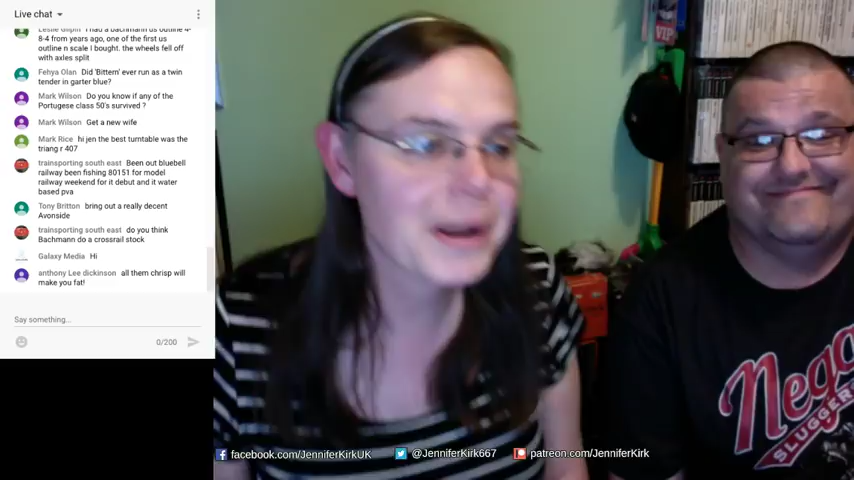 Live chat
Leslie Gilpin I had a bachmann us outline 4-
8-4 from years ago, one of the first us
outline n scale I bought. the wheels fell off
with axles split
Fehya Olan Did 'Bittern' ever run as a twin
tender in garter blue?
Mark Wilson Do you know if any of the
Portugese class 50's survived ?
Mark Wilson Get a new wife
Mark Rice hi jen the best turntable was the
triang r 407
trainsporting south east Been out bluebell
railway been fishing 80151 for model
railway weekend for it debut and it water
based pva
Tony Britton bring out a really decent
Avonside
trainsporting south east do you think
Bachmann do a crossrail stock
Galaxy Media Hi
anthony Lee dickinson all them chrisp will
make you fat!
Say something...
0/200
VIP
Nega
SLUGGER
facebook.com/JenniferKirkUK
@JenniferKirk667
patreon.com/JenniferKirk